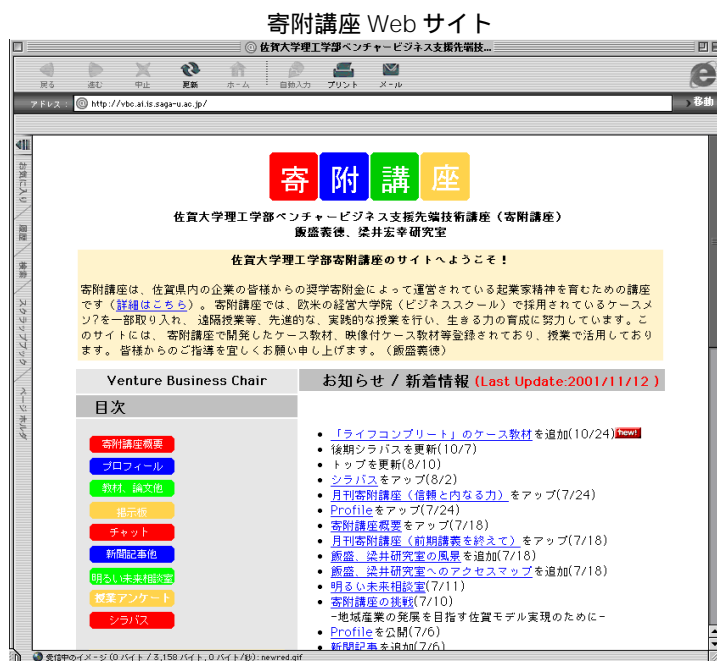 寄附講座 Web サイト
@ 佐賀大学理工学部ベンチャービジネス支援先端技...
戻る 進む 中止 更新 ホーム 自動入力 プリント メール
アドレス: @ http://vbc.ai.is.saga-u.ac.jp/ 移動
お気に入り
履歴
検索
スクラップブック
ページホルダ
寄附講座
佐賀大学理工学部ベンチャービジネス支援先端技術講座(寄附講座)
飯盛義徳、梁井宏幸研究室
佐賀大学理工学部寄附講座のサイトへようこそ!
寄附講座は、佐賀県内の企業の皆様からの奨学寄附金によって運営されている起業家精神を育むための講座
です(詳細はこちら)。 寄附講座では、欧米の経営大学院(ビジネススクール)で採用されているケースメ
ソ?を一部取り入れ、 遠隔授業等、先進的な、実践的な授業を行い、生きる力の育成に努力しています。こ
のサイトには、 寄附講座で開発したケース教材、映像付ケース教材等登録されており、授業で活用しており
ます。 皆様からのご指導を宜しくお願い申し上げます。(飯盛義徳)
Venture Business Chair
目次
寄附講座概要
プロフィール
教材、論文他
掲示板
チャット
新聞記事他
明るい未来相談室
授業アンケート
シラバス
お知らせ / 新着情報 (Last Update:2001/11/12 )
• 「ライフコンプリート」のケース教材を追加(10/24) new!
• 後期シラバスを更新(10/7)
• トップを更新(8/10)
• シラバスをアップ(8/2)
• 月刊寄附講座(信頼と内なる力)をアップ(7/24)
• Profileをアップ(7/24)
• 寄附講座概要をアップ(7/18)
• 月刊寄附講座(前期講義を終えて)をアップ(7/18)
• 飯盛、梁井研究室の風景を追加(7/18)
• 飯盛、梁井研究室へのアクセスマップを追加(7/18)
• 明るい未来相談室(7/11)
• 寄附講座の挑戦(7/10)
-地域産業の発展を目指す佐賀モデル実現のために-
• Profileを公開(7/6)
• 新聞記事を追加(7/6)
受信中のイメージ (0 バイト / 3,158 バイト, 0 バイト/秒): newred.gif